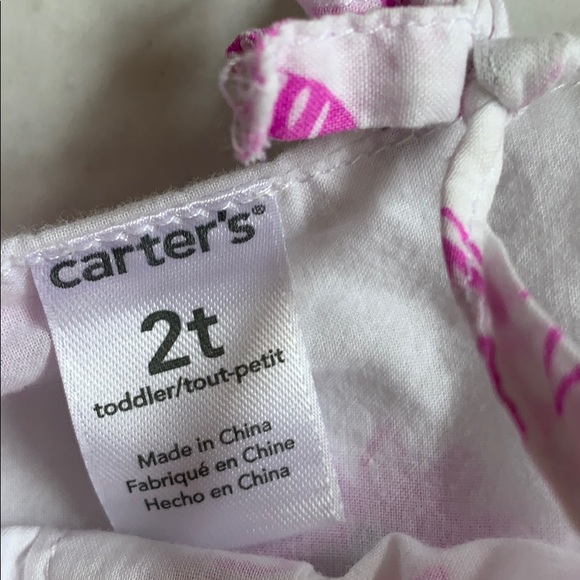 carter's®
2t
toddler/tout-petit
Made in China
Fabriqué en Chine
Hecho en China